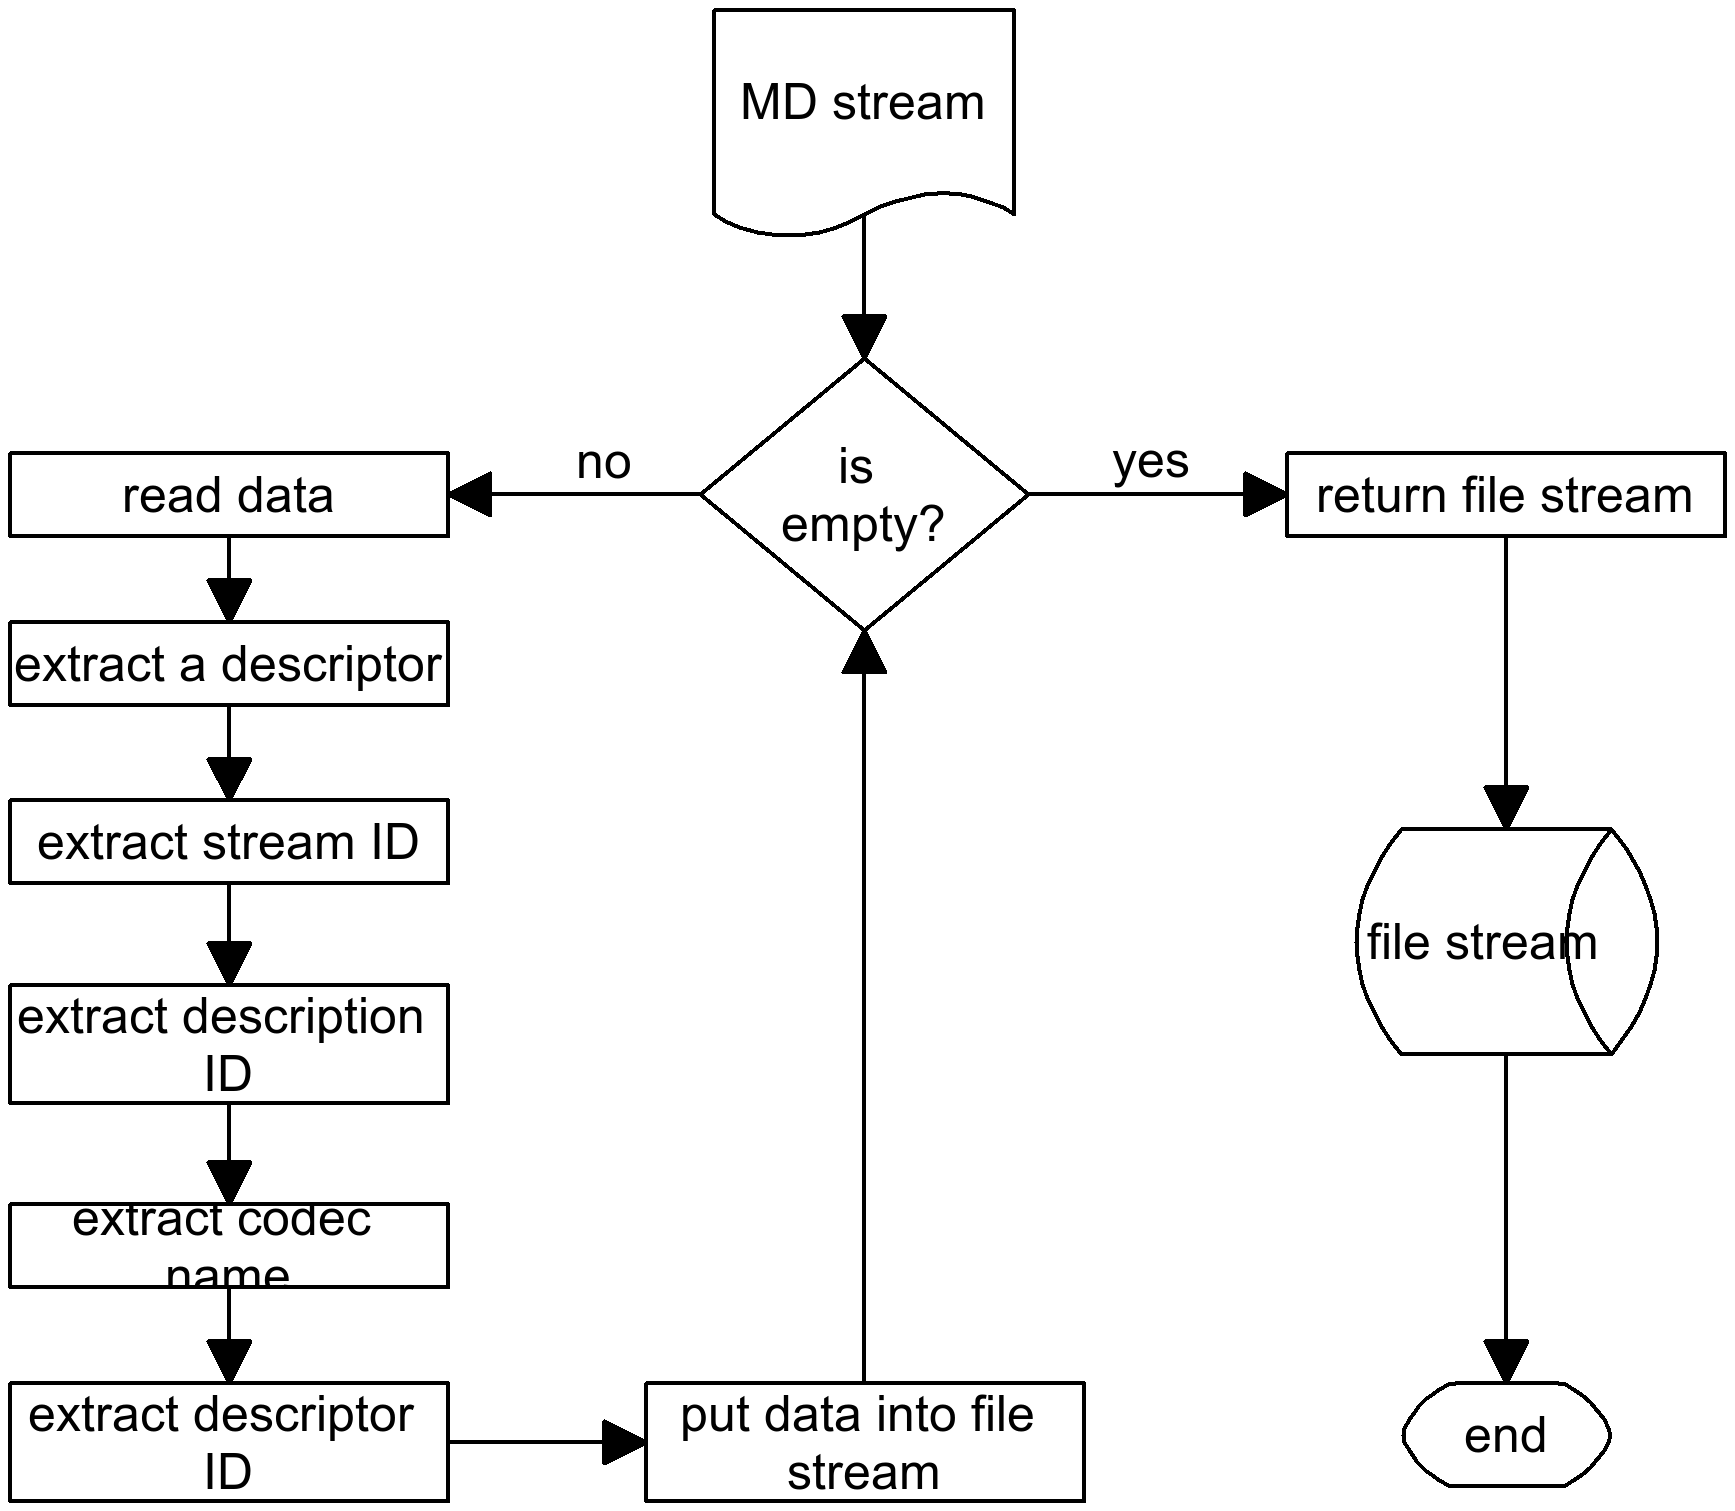 MD stream
is
empty?
no
yes
read data
return file stream
extract a descriptor
extract stream ID
file stream
extract description
ID
extract codec
name
extract descriptor
ID
put data into file
stream
end